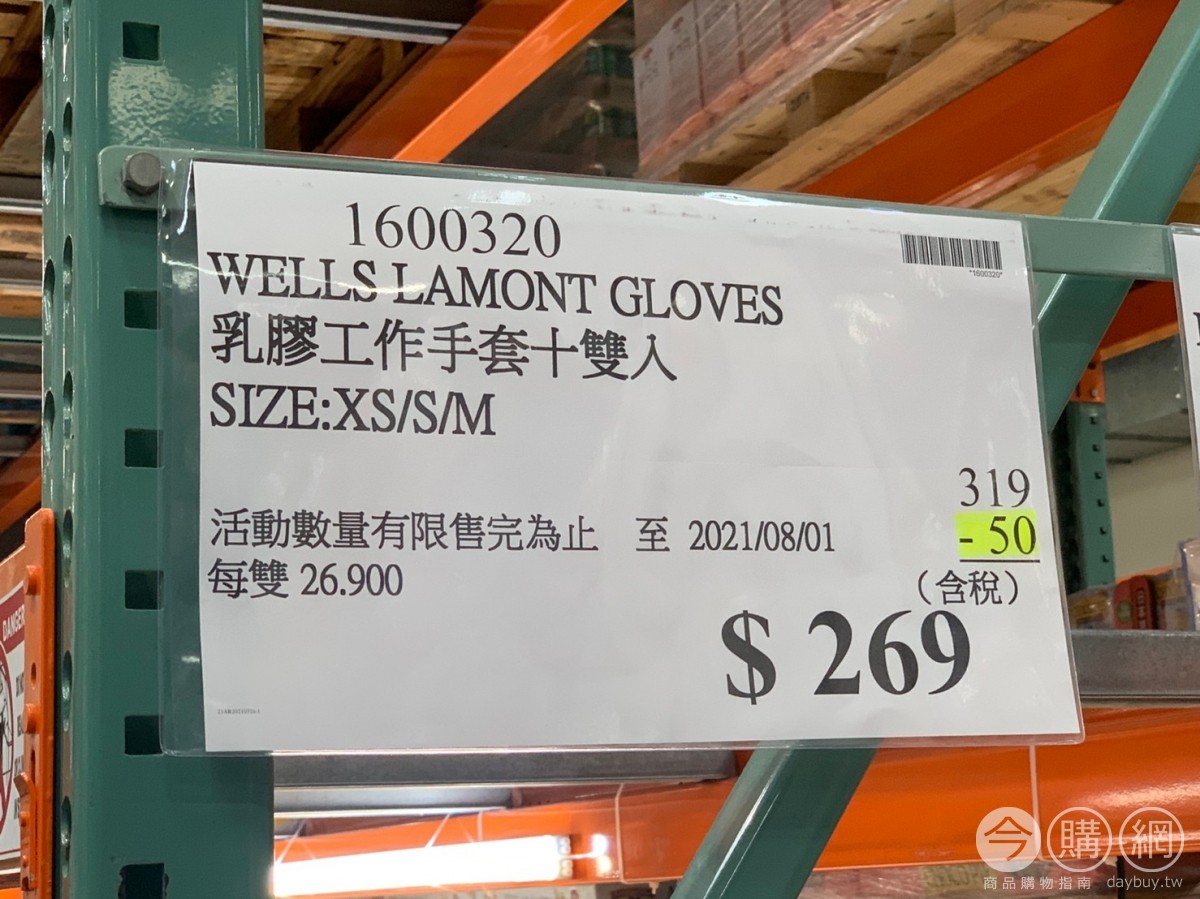 1600320
*1600320*
WELLS LAMONT GLOVES
乳膠工作手套十雙入
SIZE:XS/S/M
319
活動數量有限售完為止 至 2021/08/01 - 50
每雙 26.900 （含稅）
$ 269
DANGER
今購網
商品購物指南 daybuy.tw